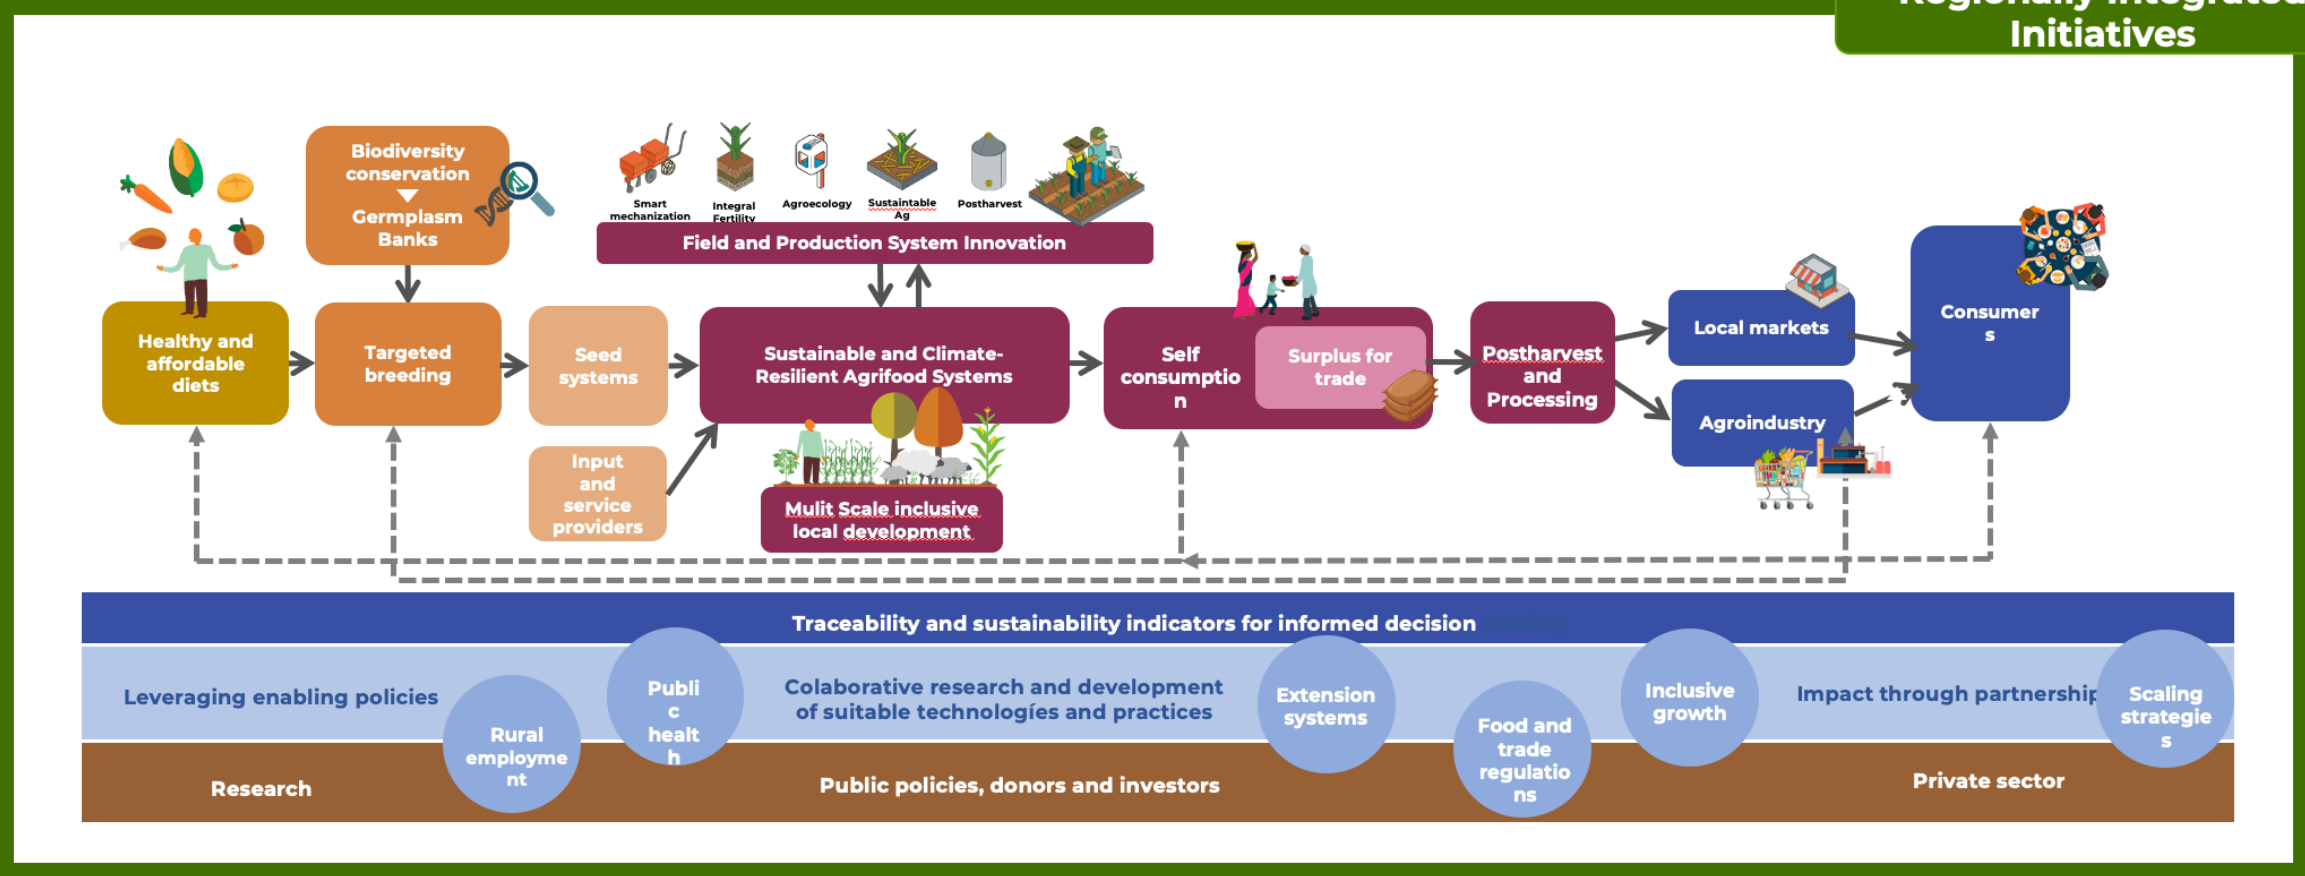 Regionally Integrated
Initiatives
Biodiversity
conservation
Germplasm
Banks
Smart
mechanization
Integral
Fertility
Agroecology
Sustaintable
Ag
Postharvest
Field and Production System Innovation
Healthy and
affordable
diets
Targeted
breeding
Seed
systems
Sustainable and Climate-
Resilient Agrifood Systems
Self
consumptio
n
Surplus for
trade
Postharvest
and
Processing
Local markets
Agroindustry
Consumer
s
Input
and
service
providers
Mulit Scale inclusive
local development
Traceability and sustainability indicators for informed decision
Leveraging enabling policies
Rural
employme
nt
Publi
c
healt
h
Colaborative research and development
of suitable technologíes and practices
Extension
systems
Food and
trade
regulatio
ns
Inclusive
growth
Impact through partnership
Scaling
strategie
s
Research
Public policies, donors and investors
Private sector